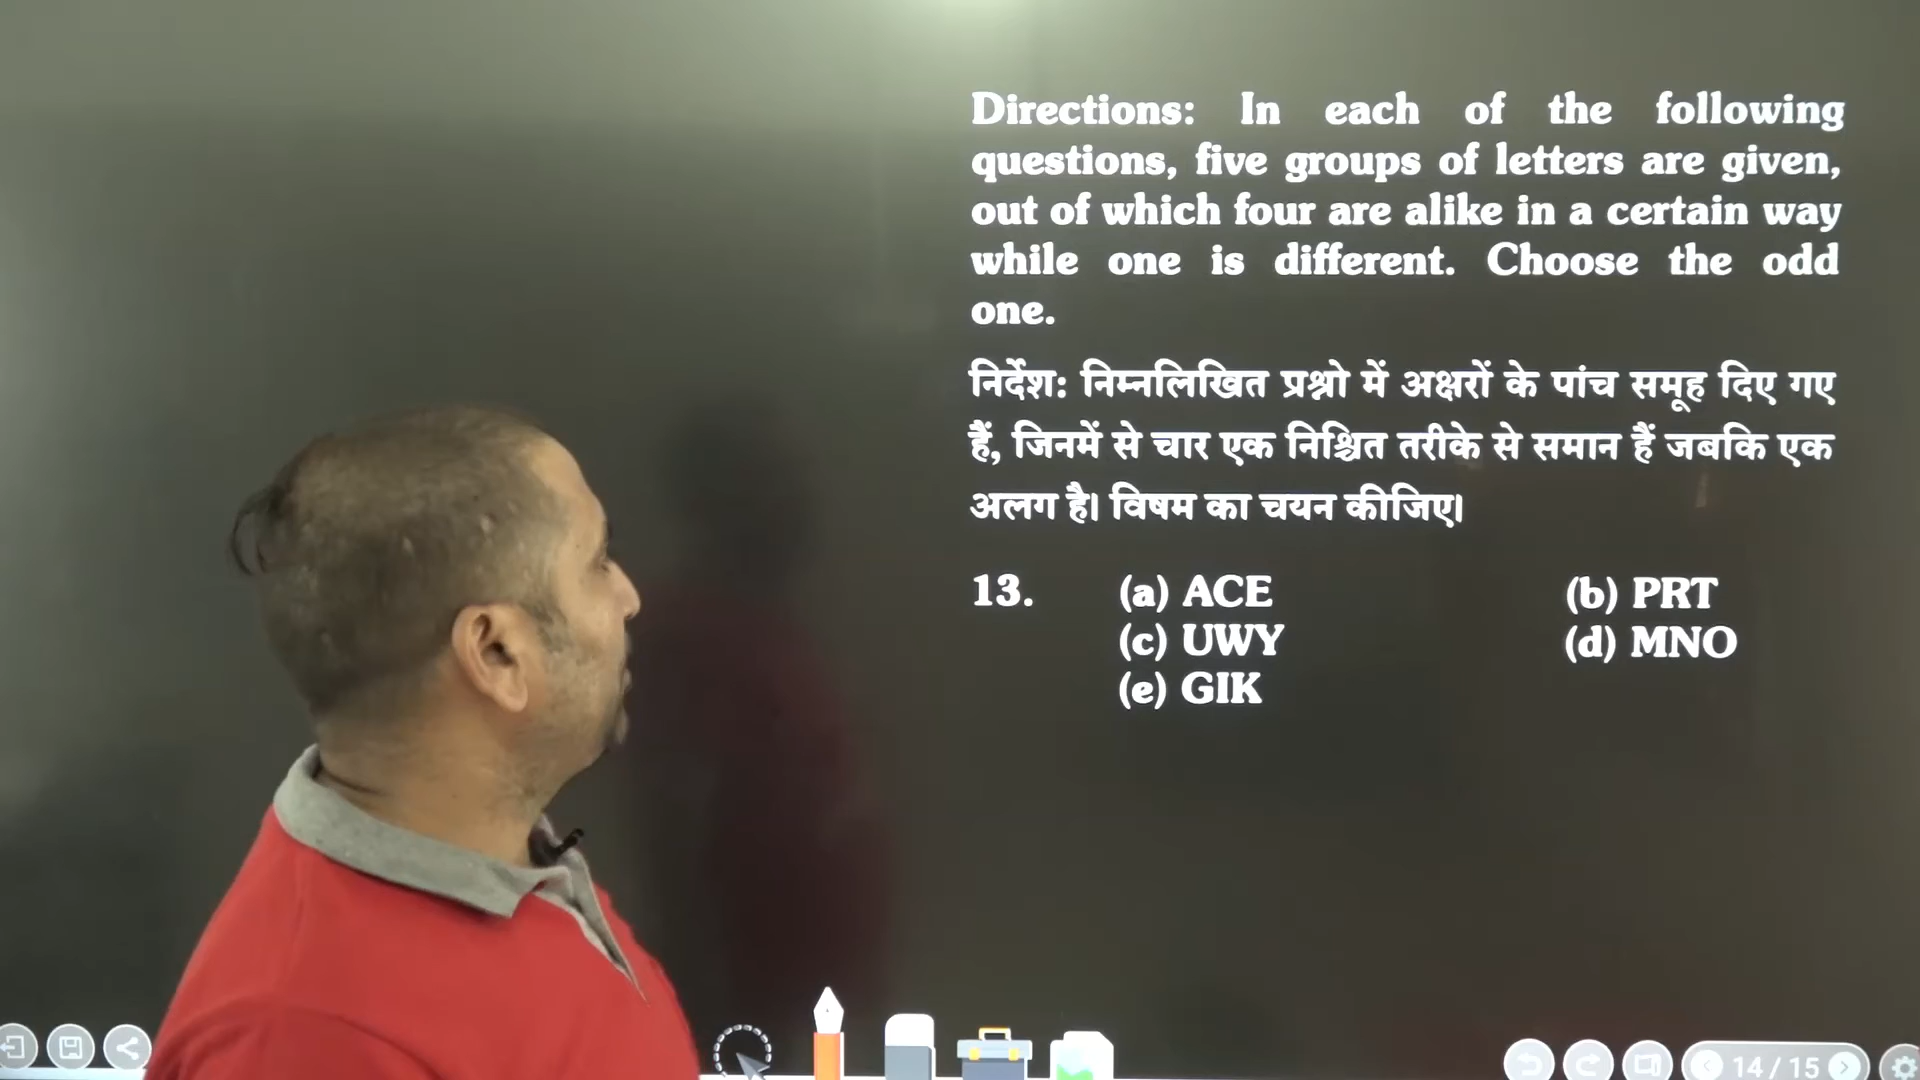 Directions: In each of the following
questions, five groups of letters are given,
out of which four are alike in a certain way
while one is different. Choose the odd
one.
निर्देश: निम्नलिखित प्रश्नो में अक्षरों के पांच समूह दिए गए
हैं, जिनमें से चार एक निश्चित तरीके से समान हैं जबकि एक
अलग है। विषम का चयन कीजिए।
13. (a) ACE (b) PRT
(c) UWY (d) MNO
(e) GIK
14 / 15